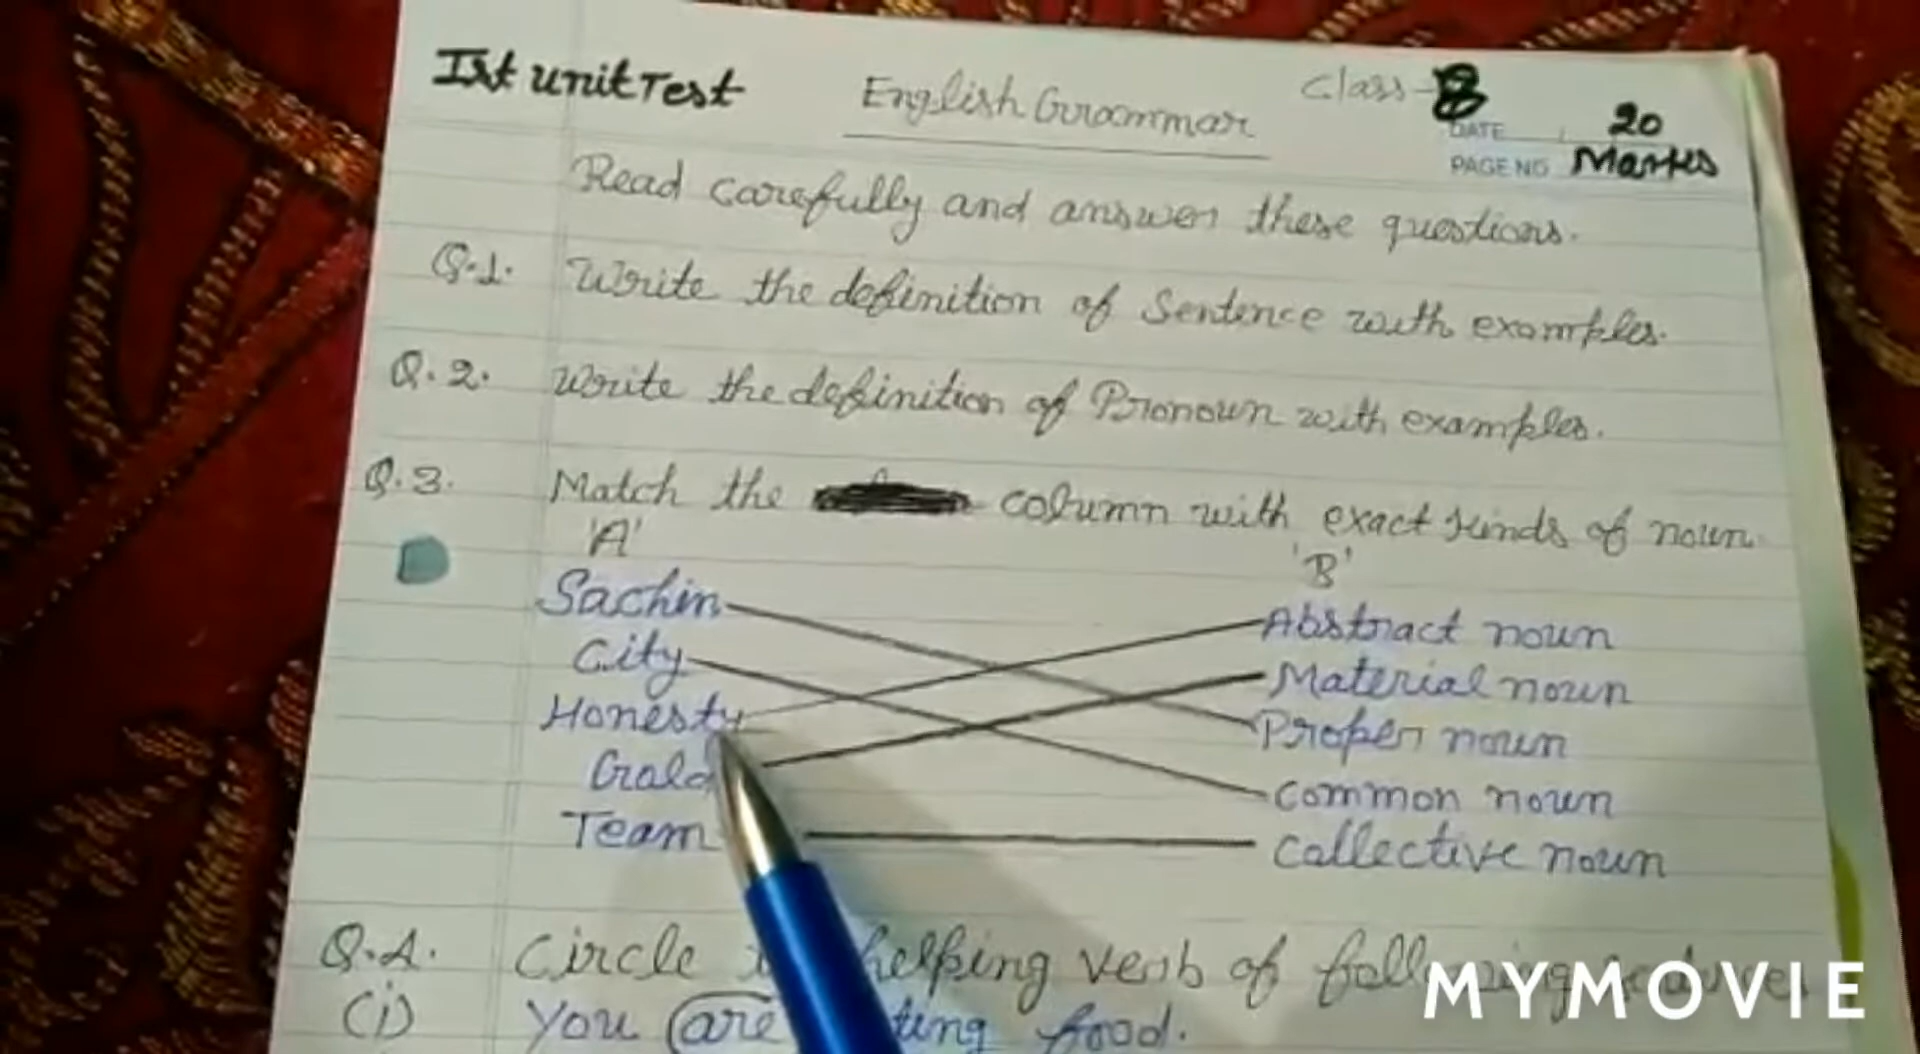 Ist unit Test English Grammar Class-8
DATE 20
PAGE NO Marks
Read carefully and answer these questions.
Q.1. Write the definition of Sentence with examples.
Q.2. Write the definition of Pronoun with examples.
Q.3. Match the column with exact kinds of noun.
'A' 'B'
Sachin Abstract noun
City Material noun
Honesty Proper noun
Gold Common noun
Team Collective noun
Q.4. Circle helping verb of
(i) You are food.
MYMOVIE